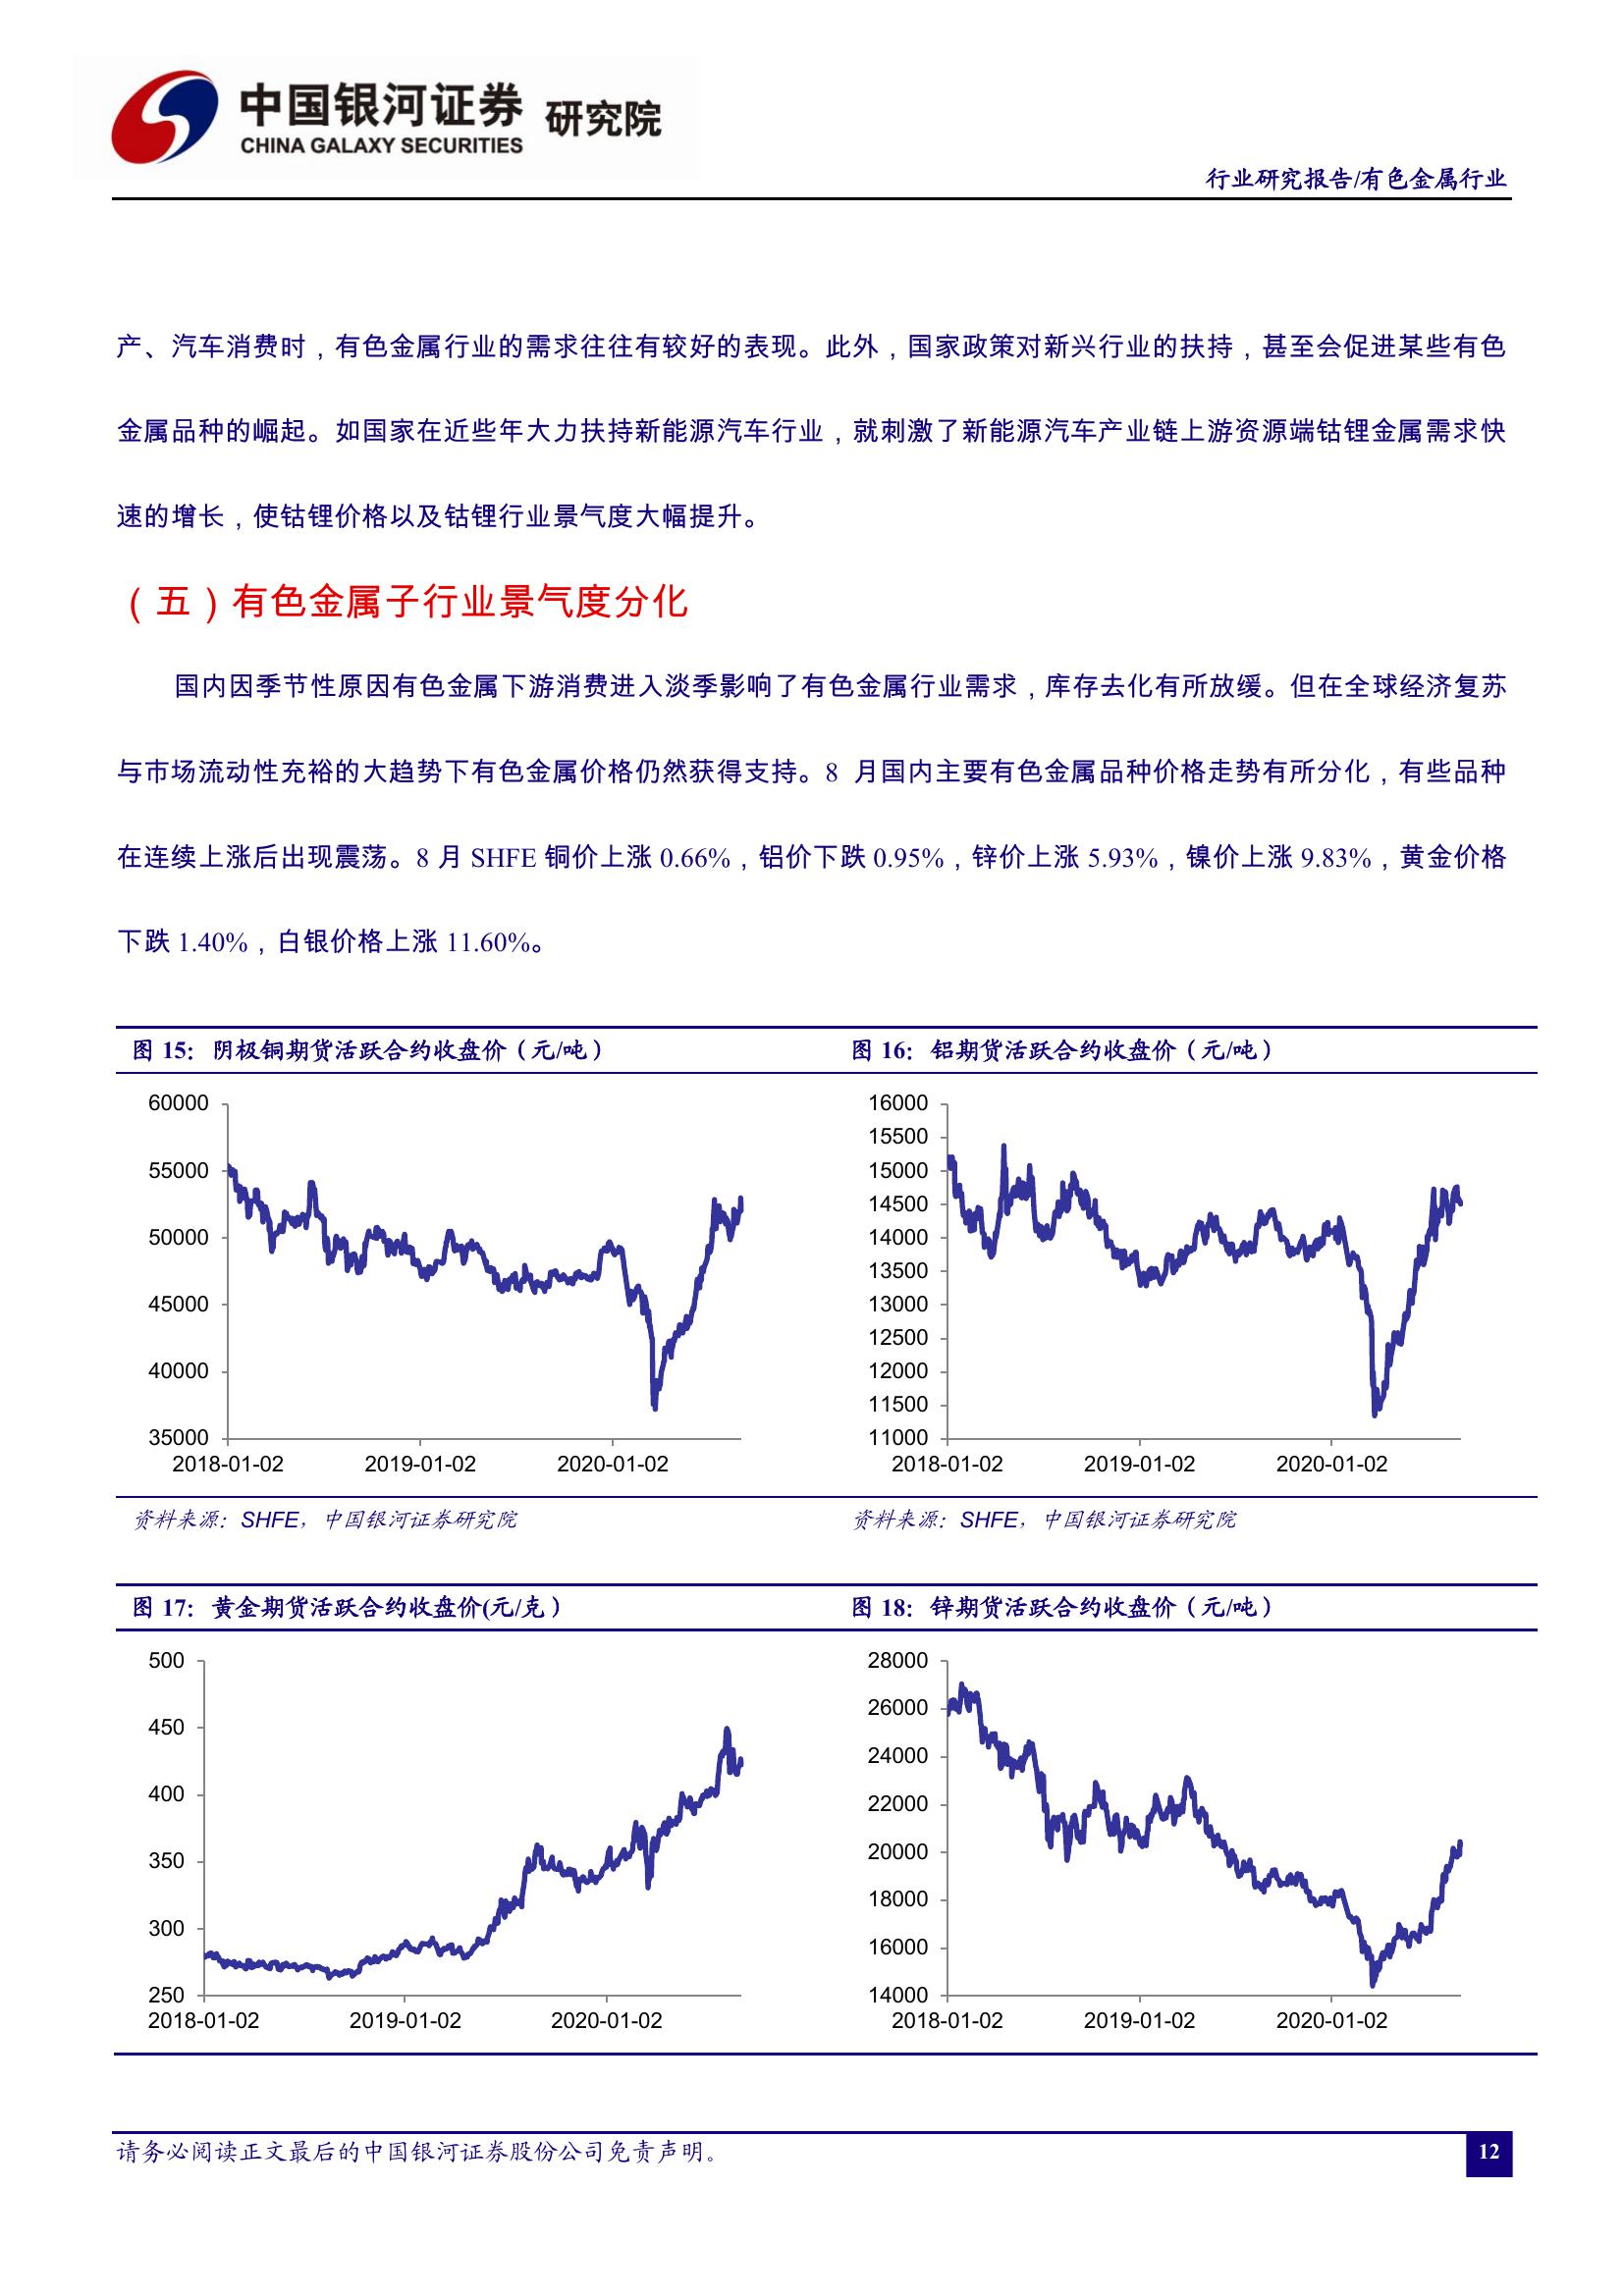 中国银河证券 研究院
CHINA GALAXY SECURITIES
行业研究报告/有色金属行业
产、汽车消费时，有色金属行业的需求往往有较好的表现。此外，国家政策对新兴行业的扶持，甚至会促进某些有色
金属品种的崛起。如国家在近些年大力扶持新能源汽车行业，就刺激了新能源汽车产业链上游资源端钴锂金属需求快
速的增长，使钴锂价格以及钴锂行业景气度大幅提升。
（五）有色金属子行业景气度分化
国内因季节性原因有色金属下游消费进入淡季影响了有色金属行业需求，库存去化有所放缓。但在全球经济复苏
与市场流动性充裕的大趋势下有色金属价格仍然获得支持。8 月国内主要有色金属品种价格走势有所分化，有些品种
在连续上涨后出现震荡。8 月 SHFE 铜价上涨 0.66%，铝价下跌 0.95%，锌价上涨 5.93%，镍价上涨 9.83%，黄金价格
下跌 1.40%，白银价格上涨 11.60%。
图 15：阴极铜期货活跃合约收盘价（元/吨）
60000
55000
50000
45000
40000
35000
2018-01-02 2019-01-02 2020-01-02
资料来源：SHFE，中国银河证券研究院
图 16：铝期货活跃合约收盘价（元/吨）
16000
15500
15000
14500
14000
13500
13000
12500
12000
11500
11000
2018-01-02 2019-01-02 2020-01-02
资料来源：SHFE，中国银河证券研究院
图 17：黄金期货活跃合约收盘价(元/克）
500
450
400
350
300
250
2018-01-02 2019-01-02 2020-01-02
图 18：锌期货活跃合约收盘价（元/吨）
28000
26000
24000
22000
20000
18000
16000
14000
2018-01-02 2019-01-02 2020-01-02
请务必阅读正文最后的中国银河证券股份公司免责声明。
12